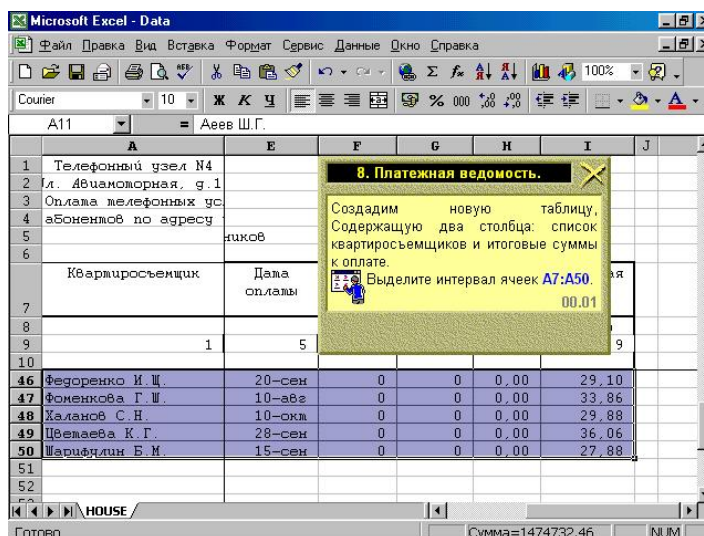 Microsoft Excel - Data
Файл Правка Вид Вставка Формат Сервис Данные Окно Справка
100%
Courier 10 Ж К Ч % 000
A11 = Аеев Ш.Г.
A E F G H I J
1 Телефонный узел N4
2 Ул. Авиамоторная, д.1
3 Оплата телефонных ус
4 абонентов по адресу
5 ников
6
7 Квартиросъемщик Дата оплаты ая
8
9 1 5 9
10
46 Федоренко И.Щ. 20-сен 0 0 0,00 29,10
47 Фоменкова Г.Ш. 10-авг 0 0 0,00 33,86
48 Халанов С.Н. 10-окт 0 0 0,00 29,88
49 Цветаева К.Г. 28-сен 0 0 0,00 36,06
50 Шарифулин Б.М. 15-сен 0 0 0,00 27,88
51
52
8. Платежная ведомость.
Создадим новую таблицу,
Содержащую два столбца: список
квартиросъемщиков и итоговые суммы
к оплате.
Выделите интервал ячеек A7:A50.
00.01
HOUSE
Готово Сумма=1474732,46 NUM